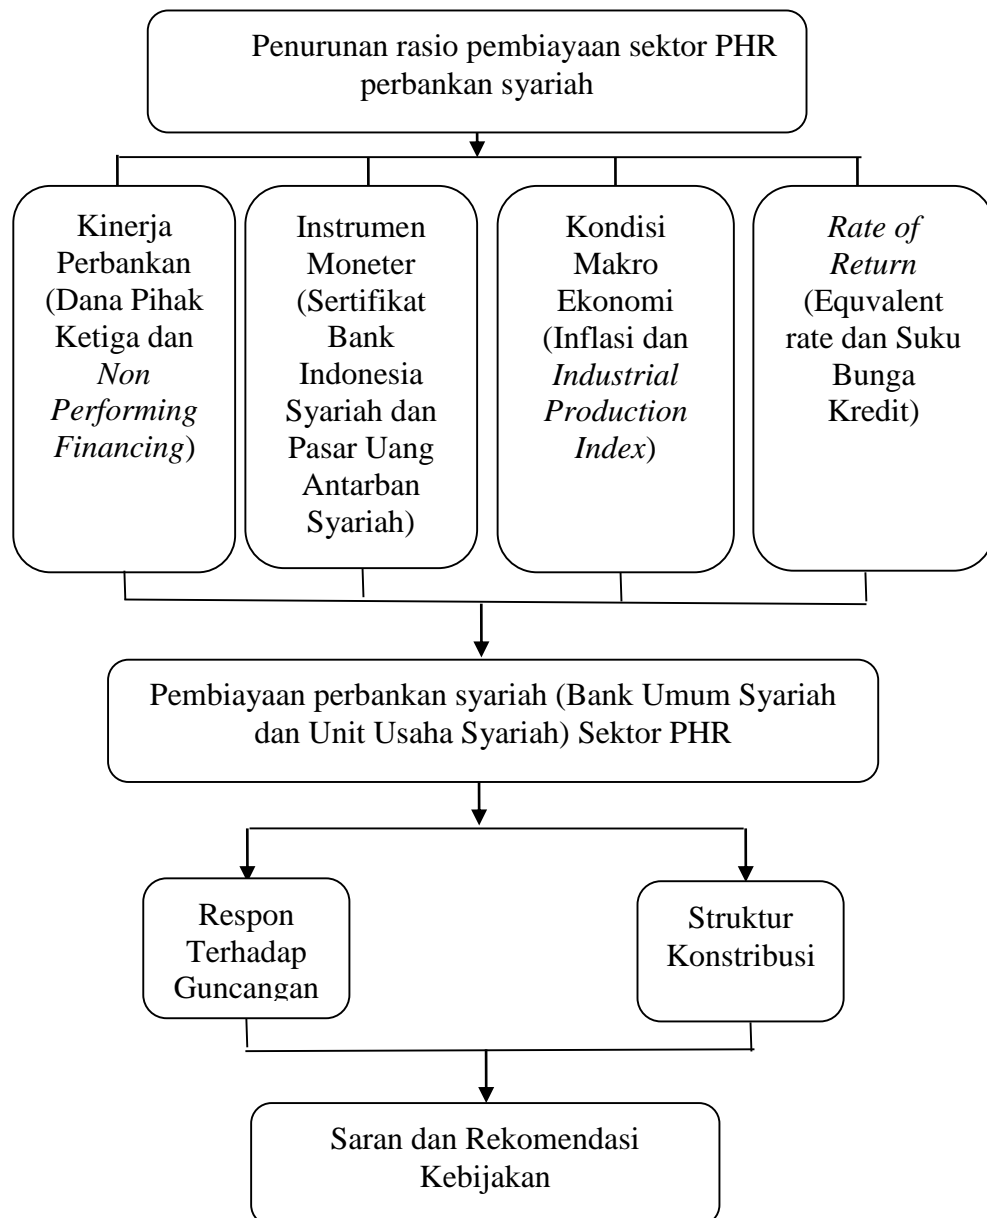 Penurunan rasio pembiayaan sektor PHR
perbankan syariah
Kinerja
Perbankan
(Dana Pihak
Ketiga dan
Non
Performing
Financing)
Instrumen
Moneter
(Sertifikat
Bank
Indonesia
Syariah dan
Pasar Uang
Antarban
Syariah)
Kondisi
Makro
Ekonomi
(Inflasi dan
Industrial
Production
Index)
Rate of
Return
(Equvalent
rate dan Suku
Bunga
Kredit)
Pembiayaan perbankan syariah (Bank Umum Syariah
dan Unit Usaha Syariah) Sektor PHR
Respon
Terhadap
Guncangan
Struktur
Konstribusi
Saran dan Rekomendasi
Kebijakan